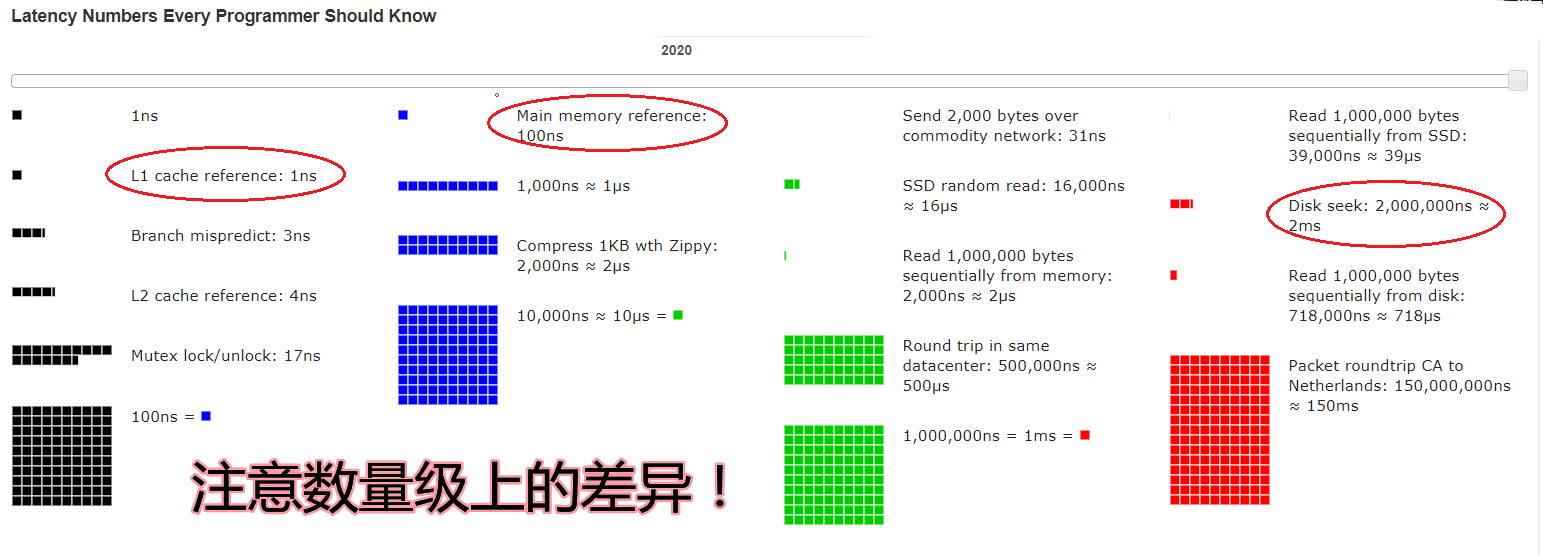 Latency Numbers Every Programmer Should Know
2020
1ns
L1 cache reference: 1ns
Branch mispredict: 3ns
L2 cache reference: 4ns
Mutex lock/unlock: 17ns
100ns =
Main memory reference:
100ns
1,000ns ≈ 1µs
Compress 1KB wth Zippy:
2,000ns ≈ 2µs
10,000ns ≈ 10µs =
Send 2,000 bytes over
commodity network: 31ns
SSD random read: 16,000ns
≈ 16µs
Read 1,000,000 bytes
sequentially from memory:
2,000ns ≈ 2µs
Round trip in same
datacenter: 500,000ns ≈
500µs
1,000,000ns = 1ms =
Read 1,000,000 bytes
sequentially from SSD:
39,000ns ≈ 39µs
Disk seek: 2,000,000ns ≈
2ms
Read 1,000,000 bytes
sequentially from disk:
718,000ns ≈ 718µs
Packet roundtrip CA to
Netherlands: 150,000,000ns
≈ 150ms
注意数量级上的差异！